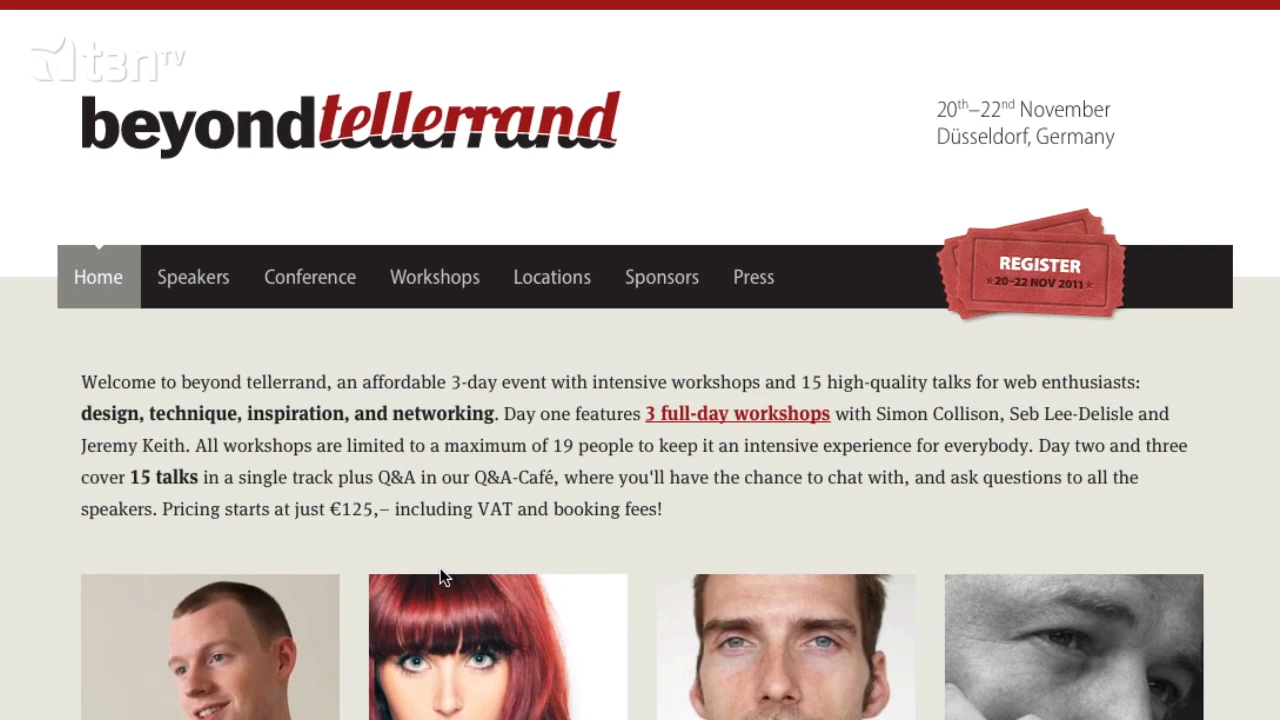 t3n TV
beyondtellerrand
20th–22nd November
Düsseldorf, Germany
Home Speakers Conference Workshops Locations Sponsors Press
REGISTER
*20-22 NOV 2011*
Welcome to beyond tellerrand, an affordable 3-day event with intensive workshops and 15 high-quality talks for web enthusiasts:
design, technique, inspiration, and networking. Day one features 3 full-day workshops with Simon Collison, Seb Lee-Delisle and
Jeremy Keith. All workshops are limited to a maximum of 19 people to keep it an intensive experience for everybody. Day two and three
cover 15 talks in a single track plus Q&A in our Q&A-Café, where you'll have the chance to chat with, and ask questions to all the
speakers. Pricing starts at just €125,– including VAT and booking fees!